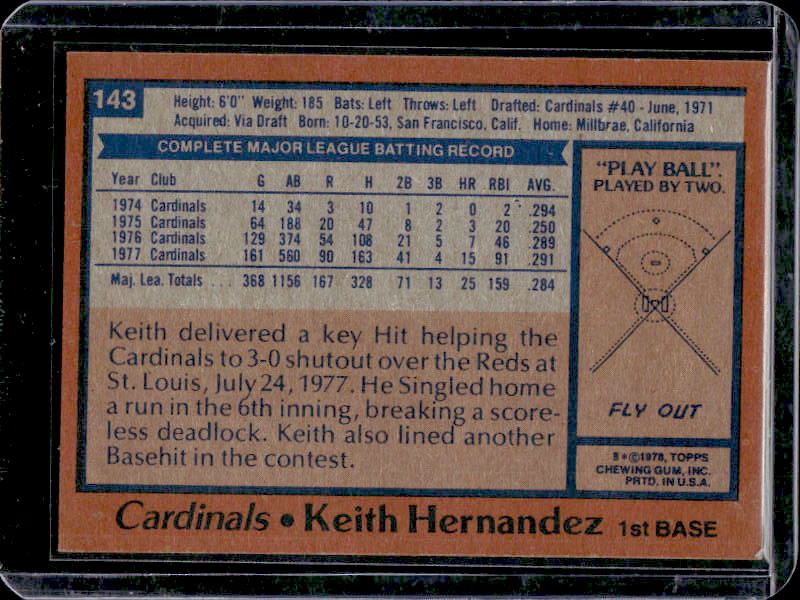 143
Height: 6'0" Weight: 185 Bats: Left Throws: Left Drafted: Cardinals #40 - June, 1971
Acquired: Via Draft Born: 10-20-53, San Francisco, Calif. Home: Millbrae, California
COMPLETE MAJOR LEAGUE BATTING RECORD
Year Club G AB R H 2B 3B HR RBI AVG.
1974 Cardinals 14 34 3 10 1 2 0 2 .294
1975 Cardinals 64 188 20 47 8 2 3 20 .250
1976 Cardinals 129 374 54 108 21 5 7 46 .289
1977 Cardinals 161 560 90 163 41 4 15 91 .291
Maj. Lea. Totals ... 368 1156 167 328 71 13 25 159 .284
Keith delivered a key Hit helping the
Cardinals to 3-0 shutout over the Reds at
St. Louis, July 24, 1977. He Singled home
a run in the 6th inning, breaking a score-
less deadlock. Keith also lined another
Basehit in the contest.
"PLAY BALL".
PLAYED BY TWO.
FLY OUT
B*©1978, TOPPS
CHEWING GUM, INC.
PRTD. IN U.S.A.
Cardinals • Keith Hernandez 1st BASE